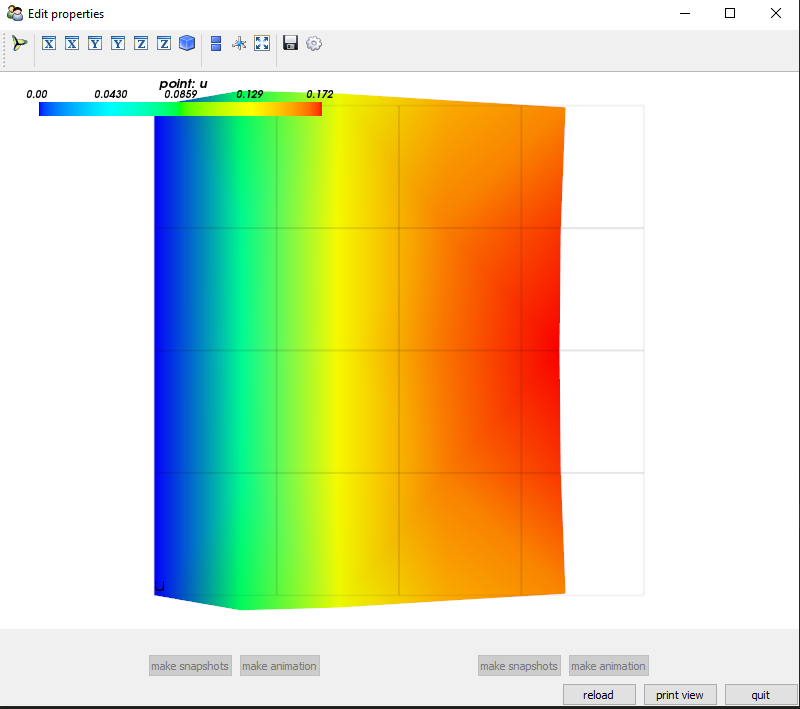 Edit properties
X X Y Y Z Z
point: u
0.00 0.0430 0.0859 0.129 0.172
u
make snapshots make animation make snapshots make animation
reload print view quit